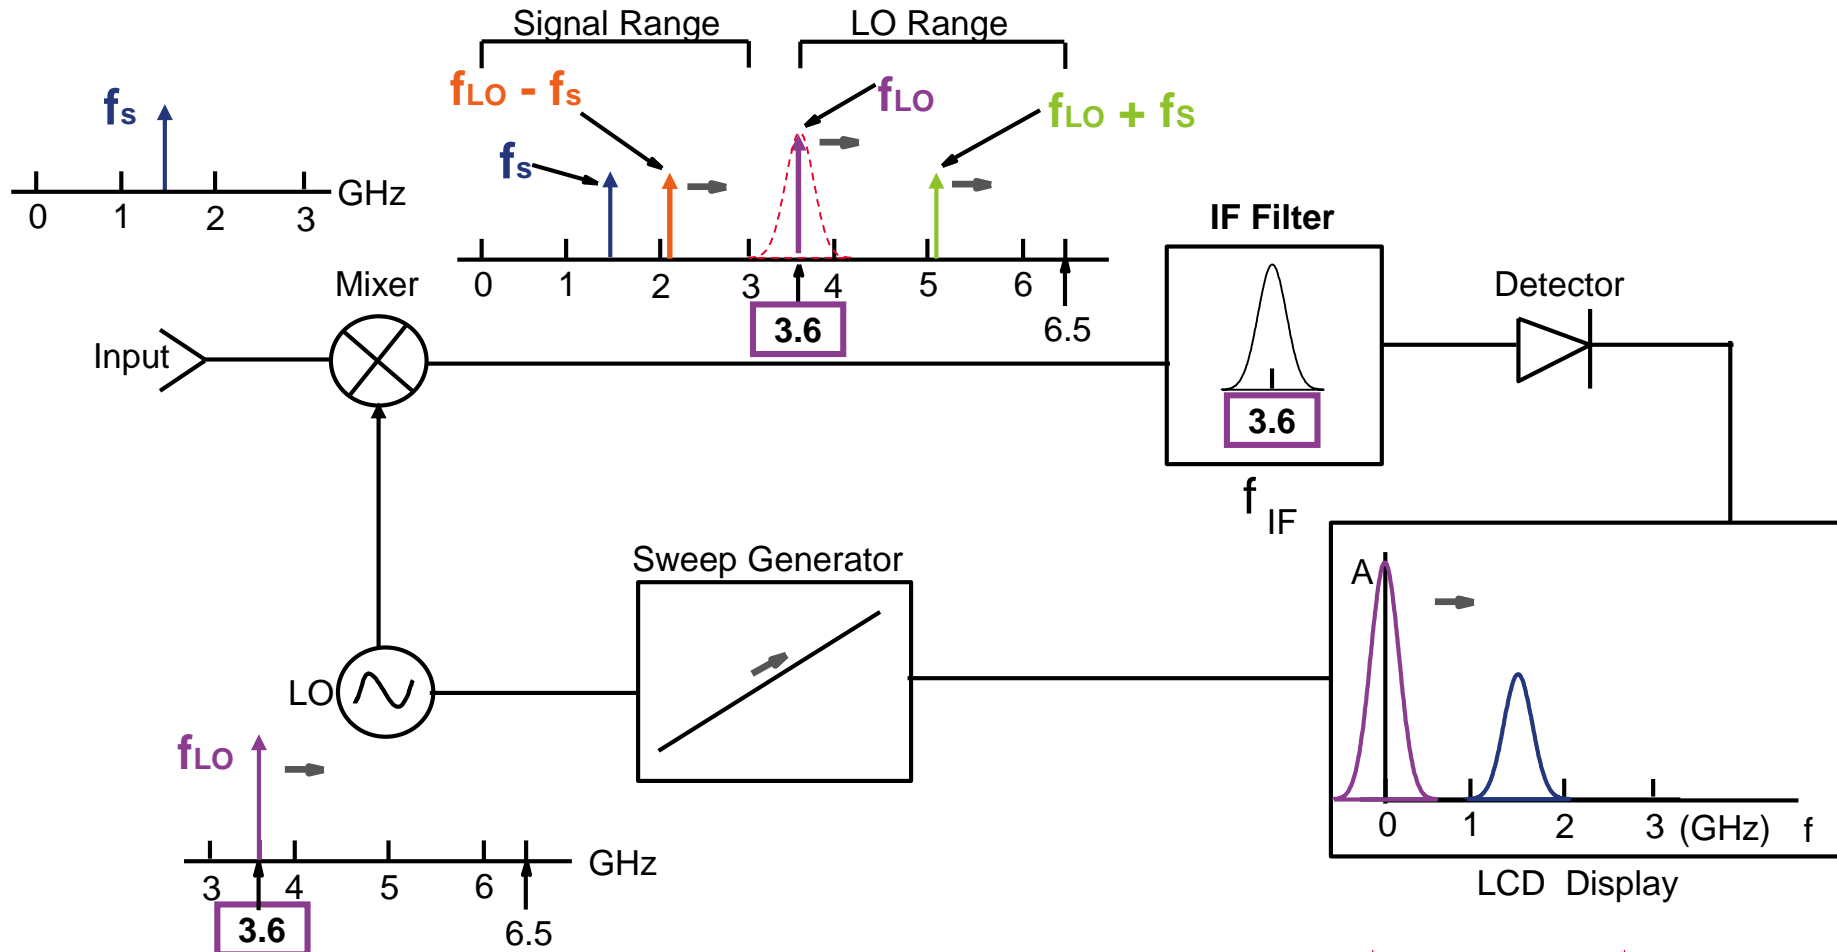 Signal Range
LO Range
fLO - fs
fLO
fLO + fS
fs
fs
GHz
0 1 2 3
IF Filter
0 1 2 3 4 5 6
3.6
6.5
Mixer
Detector
Input
3.6
f IF
Sweep Generator
A
LO
fLO
0 1 2 3 (GHz) f
GHz
3 4 5 6
LCD Display
3.6
6.5